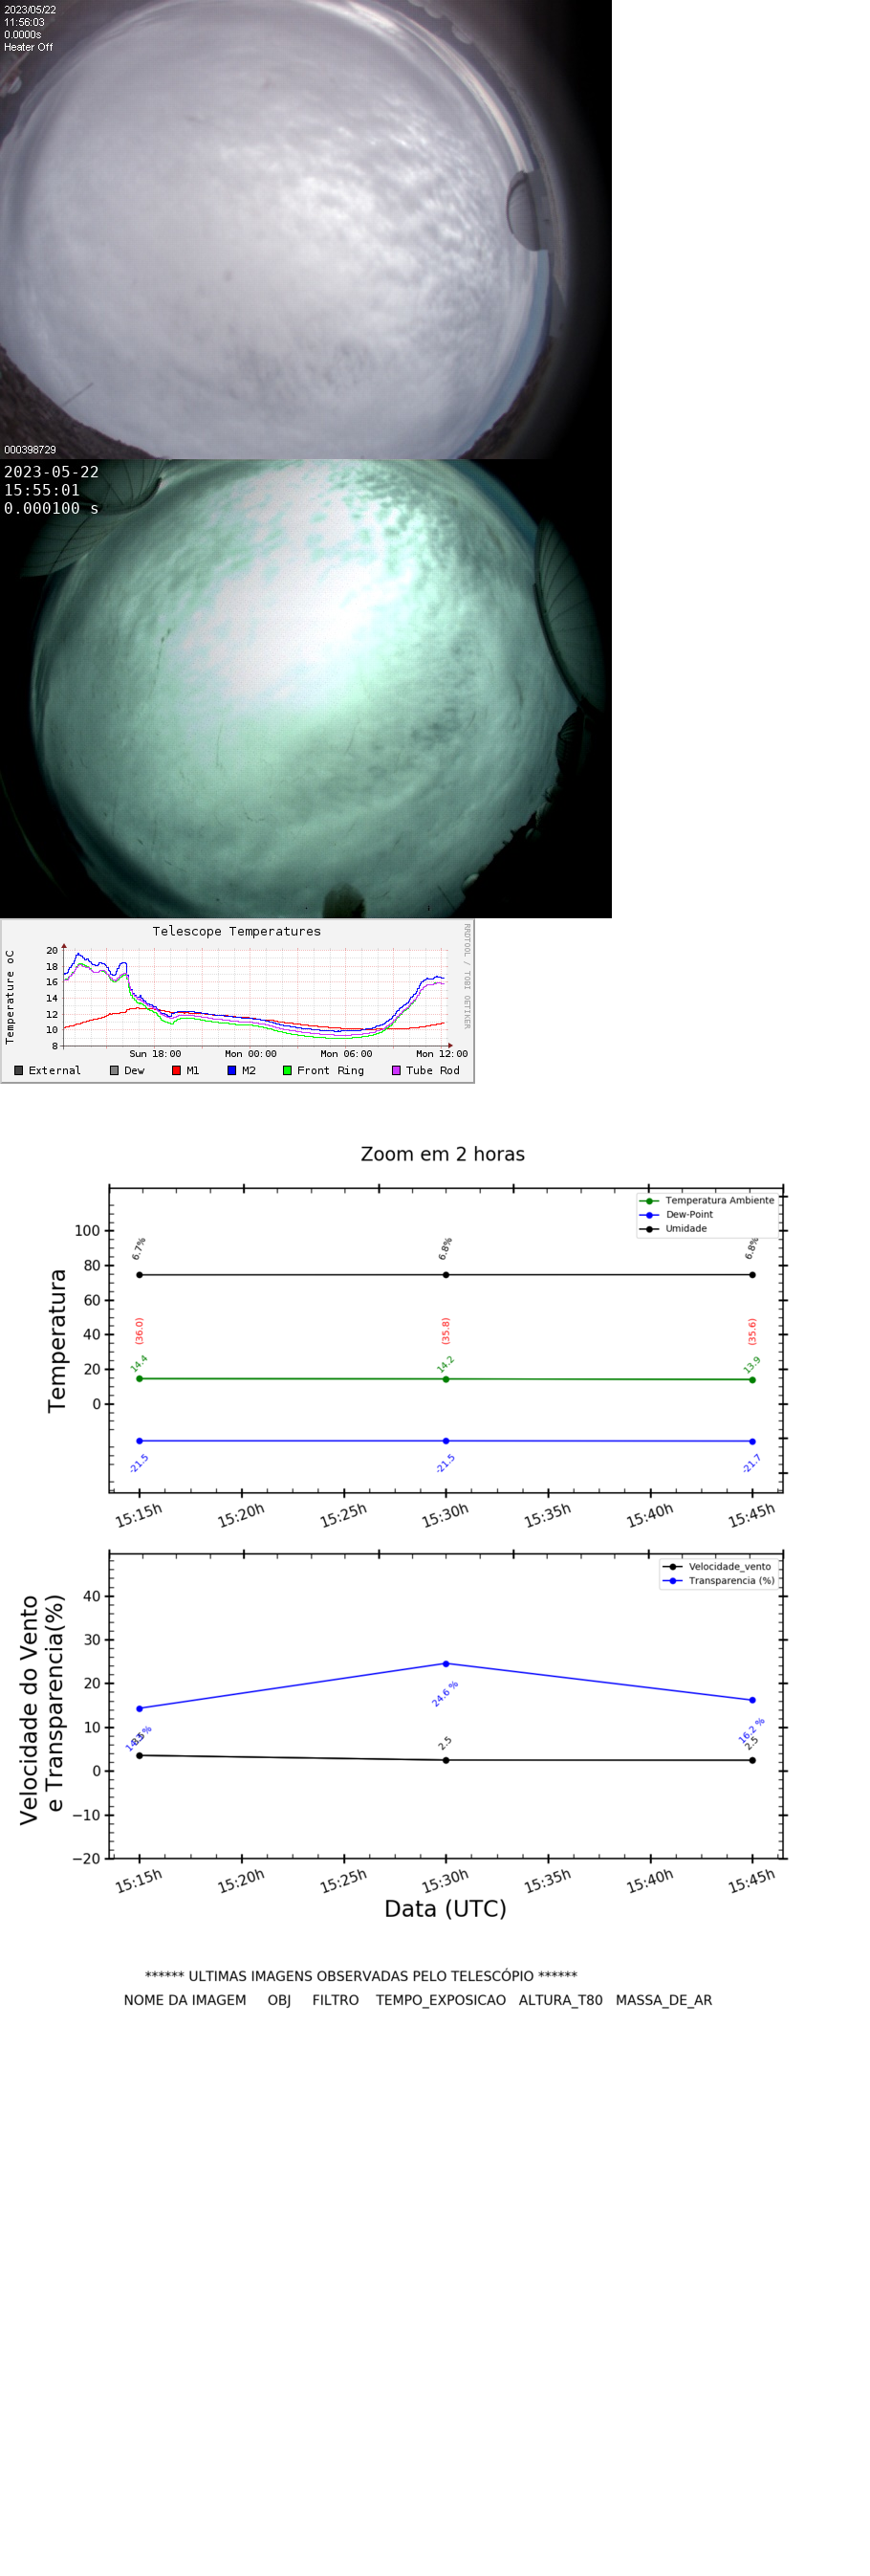 2023/05/22
11:56:03
0.0000s
Heater Off
000398729
2023-05-22
15:55:01
0.000100 s
Telescope Temperatures
RRDTOOL / TOBI OETIKER
Temperature oC
20
18
16
14
12
10
8
Sun 18:00 Mon 00:00 Mon 06:00 Mon 12:00
External Dew M1 M2 Front Ring Tube Rod
Zoom em 2 horas
Temperatura Ambiente
Dew-Point
Umidade
Temperatura
100
80
60
40
20
0
6.7% 6.8% 6.8%
(36.0) (35.8) (35.6)
14.4 14.2 13.9
-21.5 -21.5 -21.7
15:15h 15:20h 15:25h 15:30h 15:35h 15:40h 15:45h
Velocidade_vento
Transparencia (%)
Velocidade do Vento
e Transparencia(%)
40
30
20
10
0
−10
−20
24.6 % 16.2 %
2.5 2.5
15:15h 15:20h 15:25h 15:30h 15:35h 15:40h 15:45h
Data (UTC)
****** ULTIMAS IMAGENS OBSERVADAS PELO TELESCÓPIO ******
NOME DA IMAGEM OBJ FILTRO TEMPO_EXPOSICAO ALTURA_T80 MASSA_DE_AR